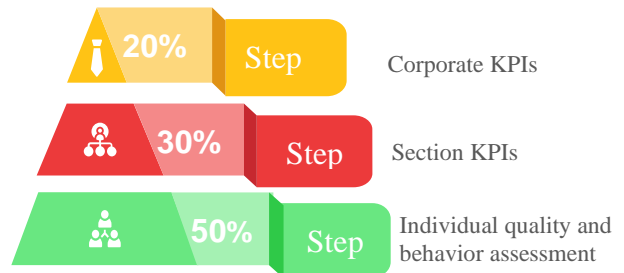 20%
Step
Corporate KPIs
30%
Step
Section KPIs
50%
Step
Individual quality and
behavior assessment